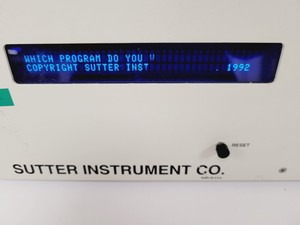 WHICH PROGRAM DO YOU
COPYRIGHT SUTTER INST . 1992
RESET
SUTTER INSTRUMENT CO.